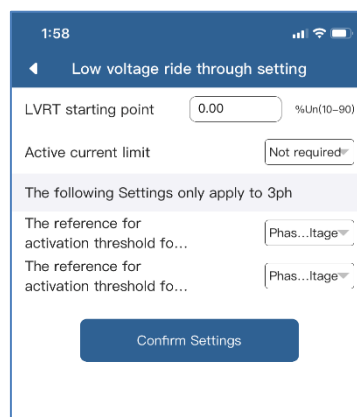 1:58
Low voltage ride through setting
LVRT starting point 0.00 %Un(10-90)
Active current limit Not required
The following Settings only apply to 3ph
The reference for
activation threshold fo... Phas...ltage
The reference for
activation threshold fo... Phas...ltage
Confirm Settings